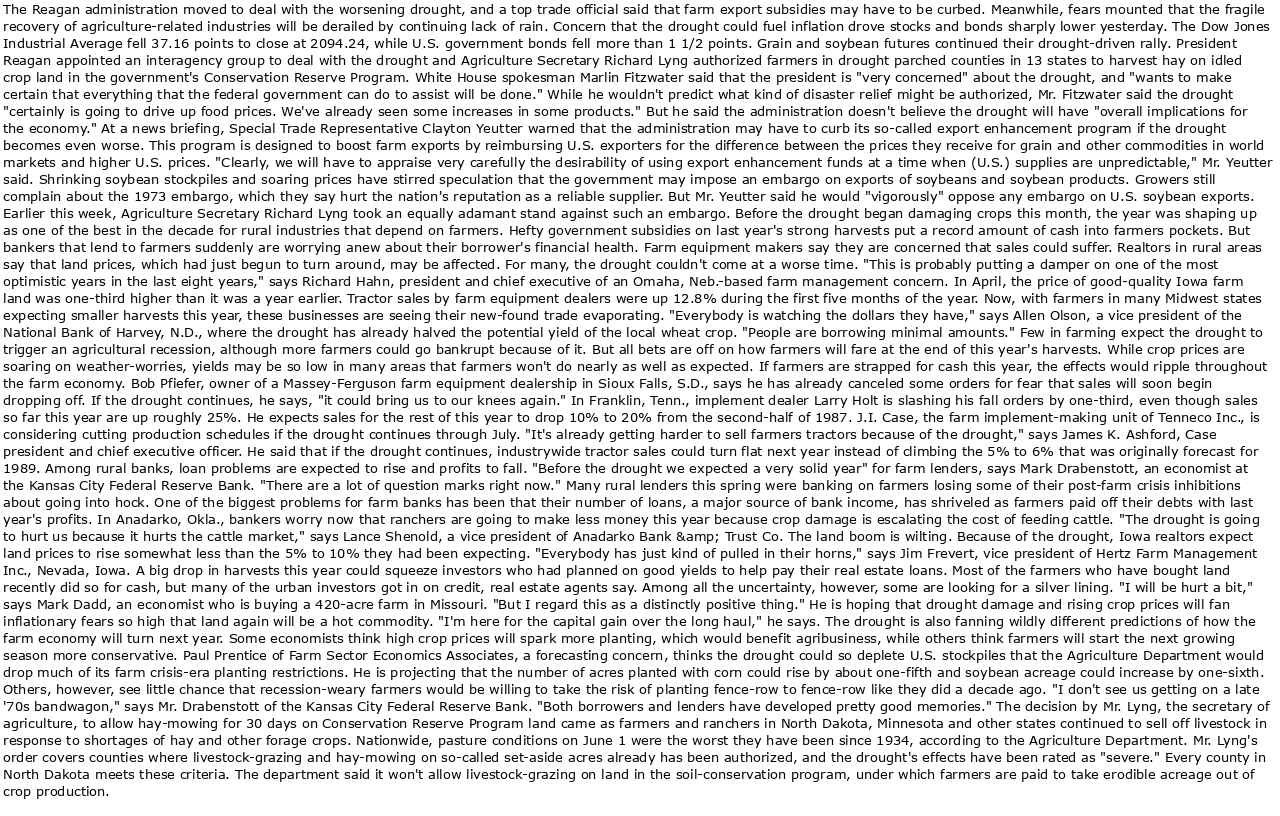 The Reagan administration moved to deal with the worsening drought, and a top trade official said that farm export subsidies may have to be curbed. Meanwhile, fears mounted that the fragile
recovery of agriculture-related industries will be derailed by continuing lack of rain. Concern that the drought could fuel inflation drove stocks and bonds sharply lower yesterday. The Dow Jones
Industrial Average fell 37.16 points to close at 2094.24, while U.S. government bonds fell more than 1 1/2 points. Grain and soybean futures continued their drought-driven rally. President
Reagan appointed an interagency group to deal with the drought and Agriculture Secretary Richard Lyng authorized farmers in drought parched counties in 13 states to harvest hay on idled
crop land in the government's Conservation Reserve Program. White House spokesman Marlin Fitzwater said that the president is "very concerned" about the drought, and "wants to make
certain that everything that the federal government can do to assist will be done." While he wouldn't predict what kind of disaster relief might be authorized, Mr. Fitzwater said the drought
"certainly is going to drive up food prices. We've already seen some increases in some products." But he said the administration doesn't believe the drought will have "overall implications for
the economy." At a news briefing, Special Trade Representative Clayton Yeutter warned that the administration may have to curb its so-called export enhancement program if the drought
becomes even worse. This program is designed to boost farm exports by reimbursing U.S. exporters for the difference between the prices they receive for grain and other commodities in world
markets and higher U.S. prices. "Clearly, we will have to appraise very carefully the desirability of using export enhancement funds at a time when (U.S.) supplies are unpredictable," Mr. Yeutter
said. Shrinking soybean stockpiles and soaring prices have stirred speculation that the government may impose an embargo on exports of soybeans and soybean products. Growers still
complain about the 1973 embargo, which they say hurt the nation's reputation as a reliable supplier. But Mr. Yeutter said he would "vigorously" oppose any embargo on U.S. soybean exports.
Earlier this week, Agriculture Secretary Richard Lyng took an equally adamant stand against such an embargo. Before the drought began damaging crops this month, the year was shaping up
as one of the best in the decade for rural industries that depend on farmers. Hefty government subsidies on last year's strong harvests put a record amount of cash into farmers pockets. But
bankers that lend to farmers suddenly are worrying anew about their borrower's financial health. Farm equipment makers say they are concerned that sales could suffer. Realtors in rural areas
say that land prices, which had just begun to turn around, may be affected. For many, the drought couldn't come at a worse time. "This is probably putting a damper on one of the most
optimistic years in the last eight years," says Richard Hahn, president and chief executive of an Omaha, Neb.-based farm management concern. In April, the price of good-quality Iowa farm
land was one-third higher than it was a year earlier. Tractor sales by farm equipment dealers were up 12.8% during the first five months of the year. Now, with farmers in many Midwest states
expecting smaller harvests this year, these businesses are seeing their new-found trade evaporating. "Everybody is watching the dollars they have," says Allen Olson, a vice president of the
National Bank of Harvey, N.D., where the drought has already halved the potential yield of the local wheat crop. "People are borrowing minimal amounts." Few in farming expect the drought to
trigger an agricultural recession, although more farmers could go bankrupt because of it. But all bets are off on how farmers will fare at the end of this year's harvests. While crop prices are
soaring on weather-worries, yields may be so low in many areas that farmers won't do nearly as well as expected. If farmers are strapped for cash this year, the effects would ripple throughout
the farm economy. Bob Pfiefer, owner of a Massey-Ferguson farm equipment dealership in Sioux Falls, S.D., says he has already canceled some orders for fear that sales will soon begin
dropping off. If the drought continues, he says, "it could bring us to our knees again." In Franklin, Tenn., implement dealer Larry Holt is slashing his fall orders by one-third, even though sales
so far this year are up roughly 25%. He expects sales for the rest of this year to drop 10% to 20% from the second-half of 1987. J.I. Case, the farm implement-making unit of Tenneco Inc., is
considering cutting production schedules if the drought continues through July. "It's already getting harder to sell farmers tractors because of the drought," says James K. Ashford, Case
president and chief executive officer. He said that if the drought continues, industrywide tractor sales could turn flat next year instead of climbing the 5% to 6% that was originally forecast for
1989. Among rural banks, loan problems are expected to rise and profits to fall. "Before the drought we expected a very solid year" for farm lenders, says Mark Drabenstott, an economist at
the Kansas City Federal Reserve Bank. "There are a lot of question marks right now." Many rural lenders this spring were banking on farmers losing some of their post-farm crisis inhibitions
about going into hock. One of the biggest problems for farm banks has been that their number of loans, a major source of bank income, has shriveled as farmers paid off their debts with last
year's profits. In Anadarko, Okla., bankers worry now that ranchers are going to make less money this year because crop damage is escalating the cost of feeding cattle. "The drought is going
to hurt us because it hurts the cattle market," says Lance Shenold, a vice president of Anadarko Bank &amp; Trust Co. The land boom is wilting. Because of the drought, Iowa realtors expect
land prices to rise somewhat less than the 5% to 10% they had been expecting. "Everybody has just kind of pulled in their horns," says Jim Frevert, vice president of Hertz Farm Management
Inc., Nevada, Iowa. A big drop in harvests this year could squeeze investors who had planned on good yields to help pay their real estate loans. Most of the farmers who have bought land
recently did so for cash, but many of the urban investors got in on credit, real estate agents say. Among all the uncertainty, however, some are looking for a silver lining. "I will be hurt a bit,"
says Mark Dadd, an economist who is buying a 420-acre farm in Missouri. "But I regard this as a distinctly positive thing." He is hoping that drought damage and rising crop prices will fan
inflationary fears so high that land again will be a hot commodity. "I'm here for the capital gain over the long haul," he says. The drought is also fanning wildly different predictions of how the
farm economy will turn next year. Some economists think high crop prices will spark more planting, which would benefit agribusiness, while others think farmers will start the next growing
season more conservative. Paul Prentice of Farm Sector Economics Associates, a forecasting concern, thinks the drought could so deplete U.S. stockpiles that the Agriculture Department would
drop much of its farm crisis-era planting restrictions. He is projecting that the number of acres planted with corn could rise by about one-fifth and soybean acreage could increase by one-sixth.
Others, however, see little chance that recession-weary farmers would be willing to take the risk of planting fence-row to fence-row like they did a decade ago. "I don't see us getting on a late
'70s bandwagon," says Mr. Drabenstott of the Kansas City Federal Reserve Bank. "Both borrowers and lenders have developed pretty good memories." The decision by Mr. Lyng, the secretary of
agriculture, to allow hay-mowing for 30 days on Conservation Reserve Program land came as farmers and ranchers in North Dakota, Minnesota and other states continued to sell off livestock in
response to shortages of hay and other forage crops. Nationwide, pasture conditions on June 1 were the worst they have been since 1934, according to the Agriculture Department. Mr. Lyng's
order covers counties where livestock-grazing and hay-mowing on so-called set-aside acres already has been authorized, and the drought's effects have been rated as "severe." Every county in
North Dakota meets these criteria. The department said it won't allow livestock-grazing on land in the soil-conservation program, under which farmers are paid to take erodible acreage out of
crop production.